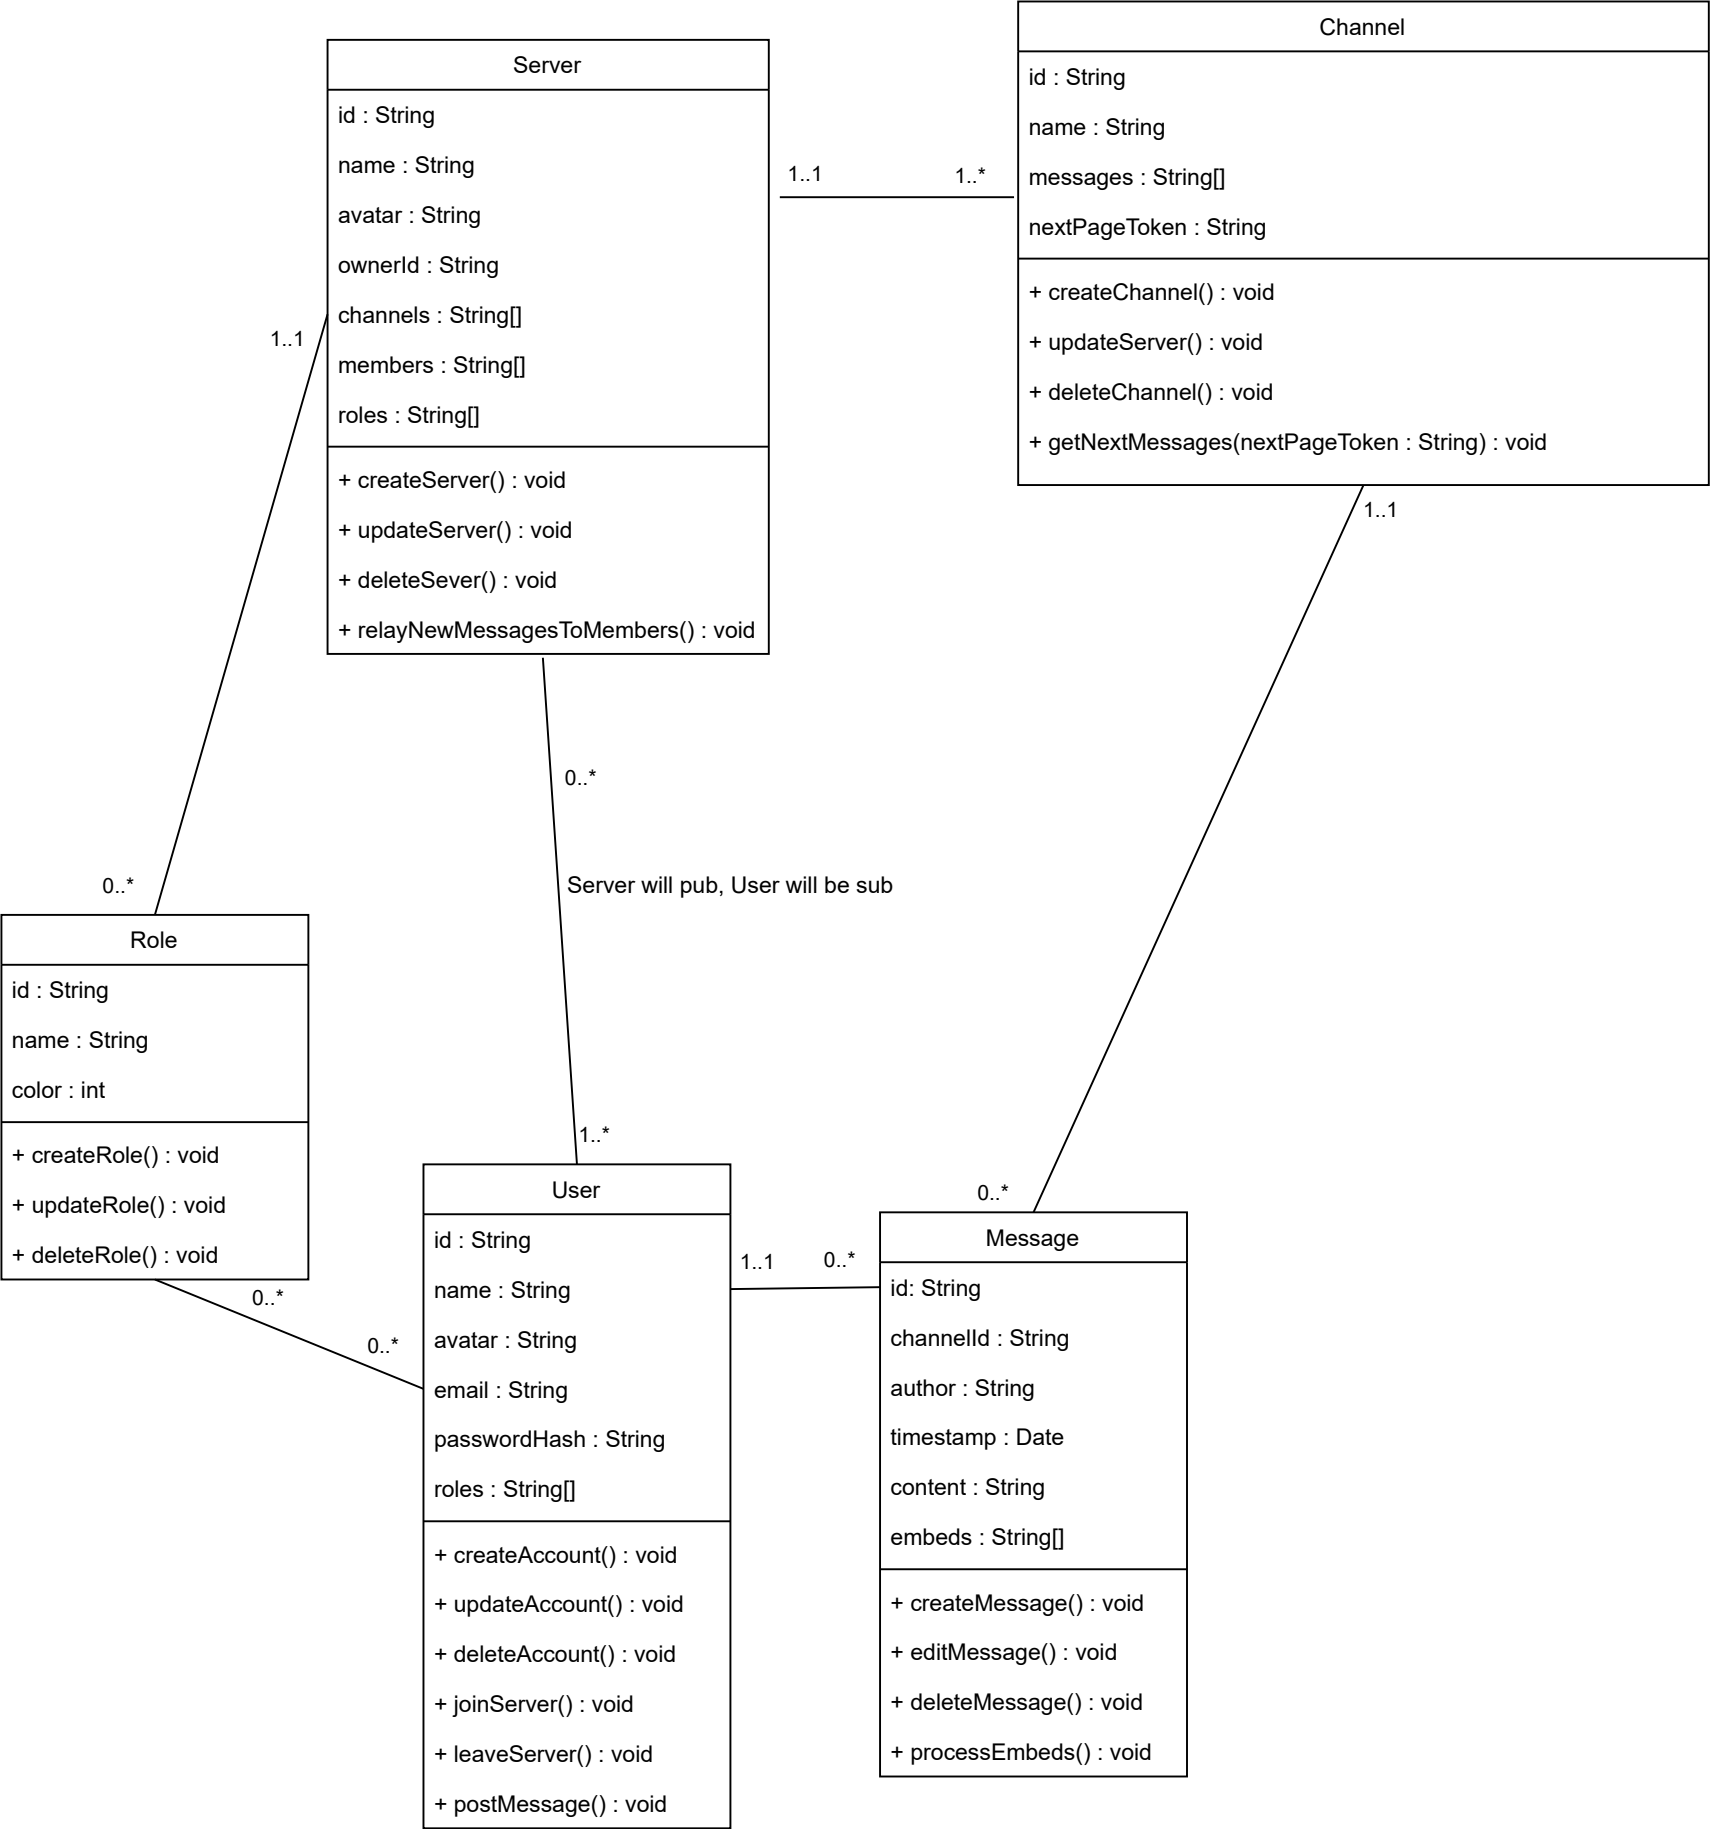 Server
id : String
name : String
avatar : String
ownerId : String
channels : String[]
members : String[]
roles : String[]
+ createServer() : void
+ updateServer() : void
+ deleteSever() : void
+ relayNewMessagesToMembers() : void
1..1
1..*
Channel
id : String
name : String
messages : String[]
nextPageToken : String
+ createChannel() : void
+ updateServer() : void
+ deleteChannel() : void
+ getNextMessages(nextPageToken : String) : void
1..1
1..1
0..*
0..*
Server will pub, User will be sub
1..*
Role
id : String
name : String
color : int
+ createRole() : void
+ updateRole() : void
+ deleteRole() : void
0..*
0..*
User
id : String
name : String
avatar : String
email : String
passwordHash : String
roles : String[]
+ createAccount() : void
+ updateAccount() : void
+ deleteAccount() : void
+ joinServer() : void
+ leaveServer() : void
+ postMessage() : void
1..1
0..*
0..*
Message
id: String
channelId : String
author : String
timestamp : Date
content : String
embeds : String[]
+ createMessage() : void
+ editMessage() : void
+ deleteMessage() : void
+ processEmbeds() : void